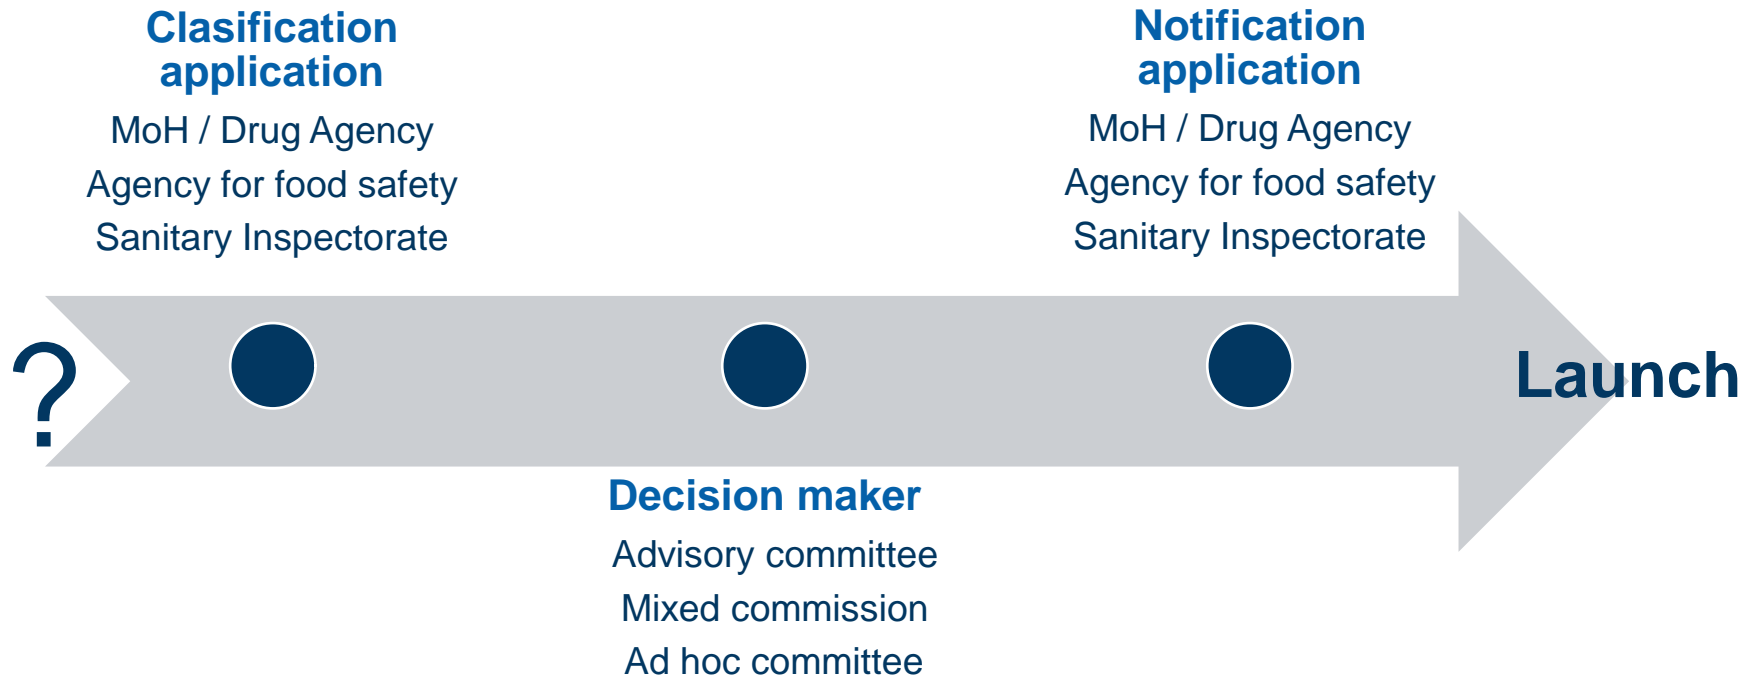 Clasification
application
MoH / Drug Agency
Agency for food safety
Sanitary Inspectorate
Notification
application
MoH / Drug Agency
Agency for food safety
Sanitary Inspectorate
?
Launch
Decision maker
Advisory committee
Mixed commission
Ad hoc committee